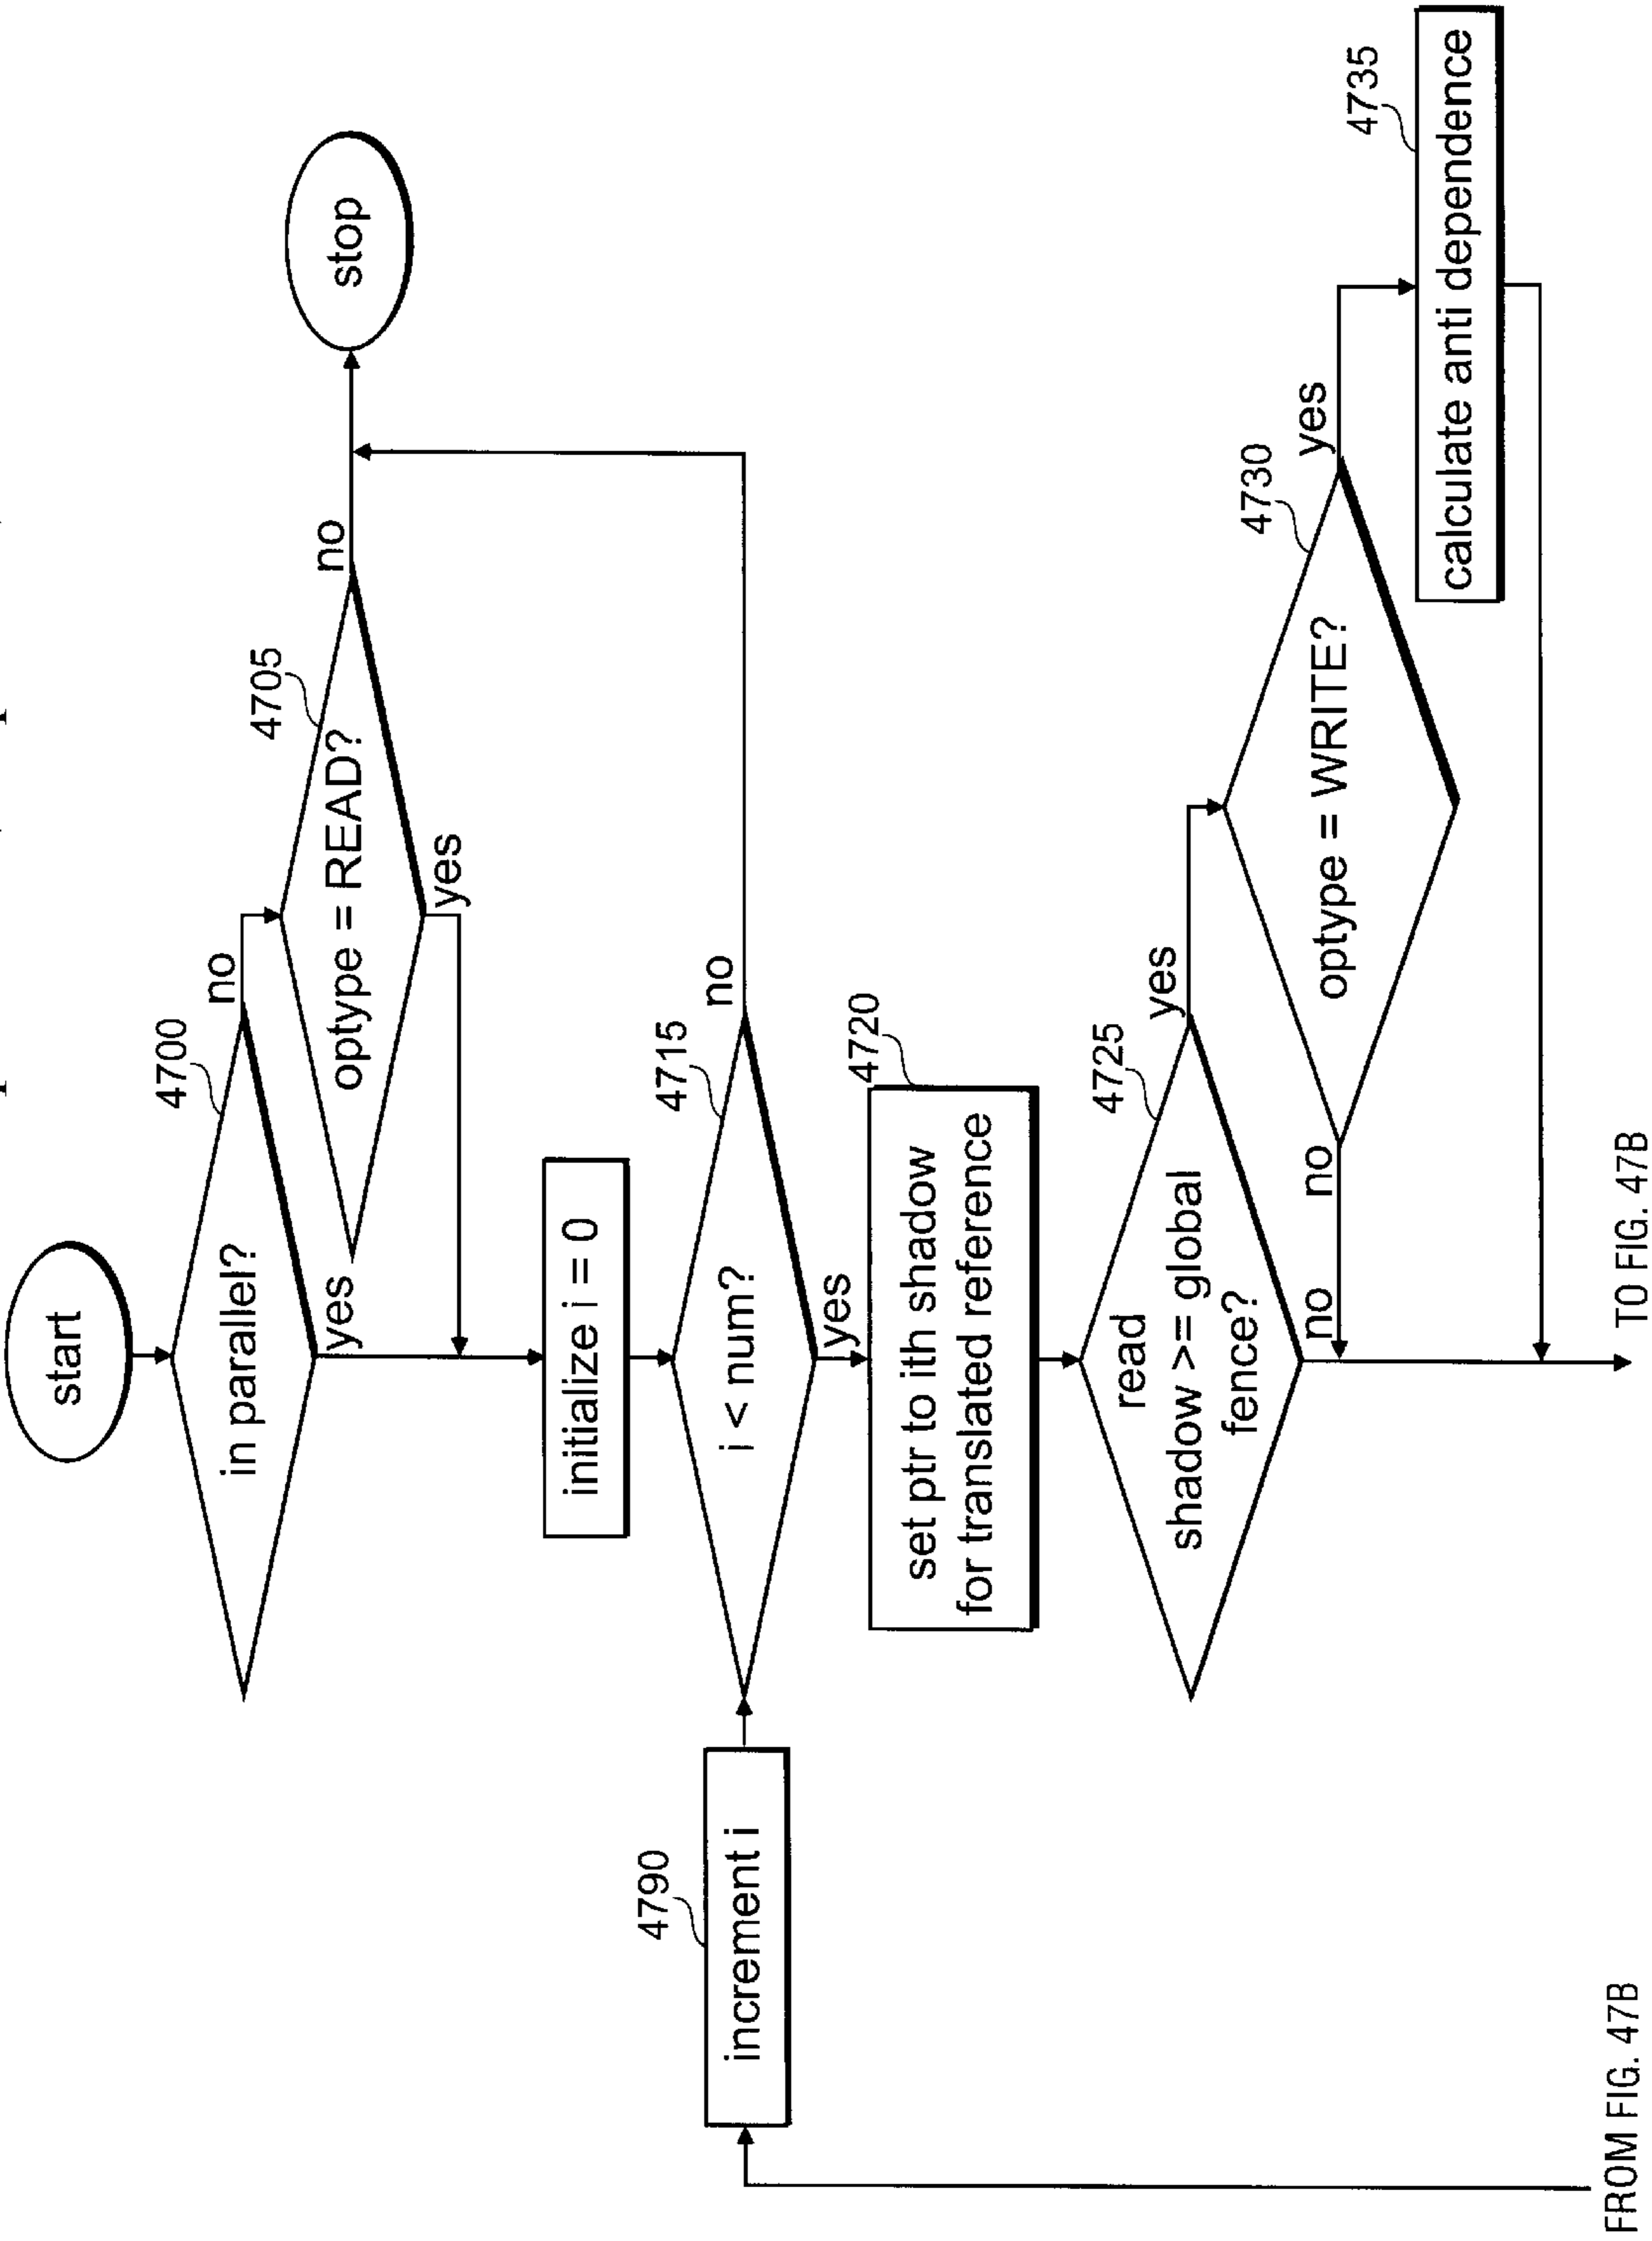 start
4700
in parallel?
no
yes
4705
optype = READ?
no
yes
stop
initialize i = 0
4790
increment i
4715
i < num?
no
yes
4720
set ptr to ith shadow
for translated reference
4725
read
shadow >= global
fence?
yes
no
4730
optype = WRITE?
yes
no
4735
calculate anti dependence
FROM FIG. 47B
TO FIG. 47B